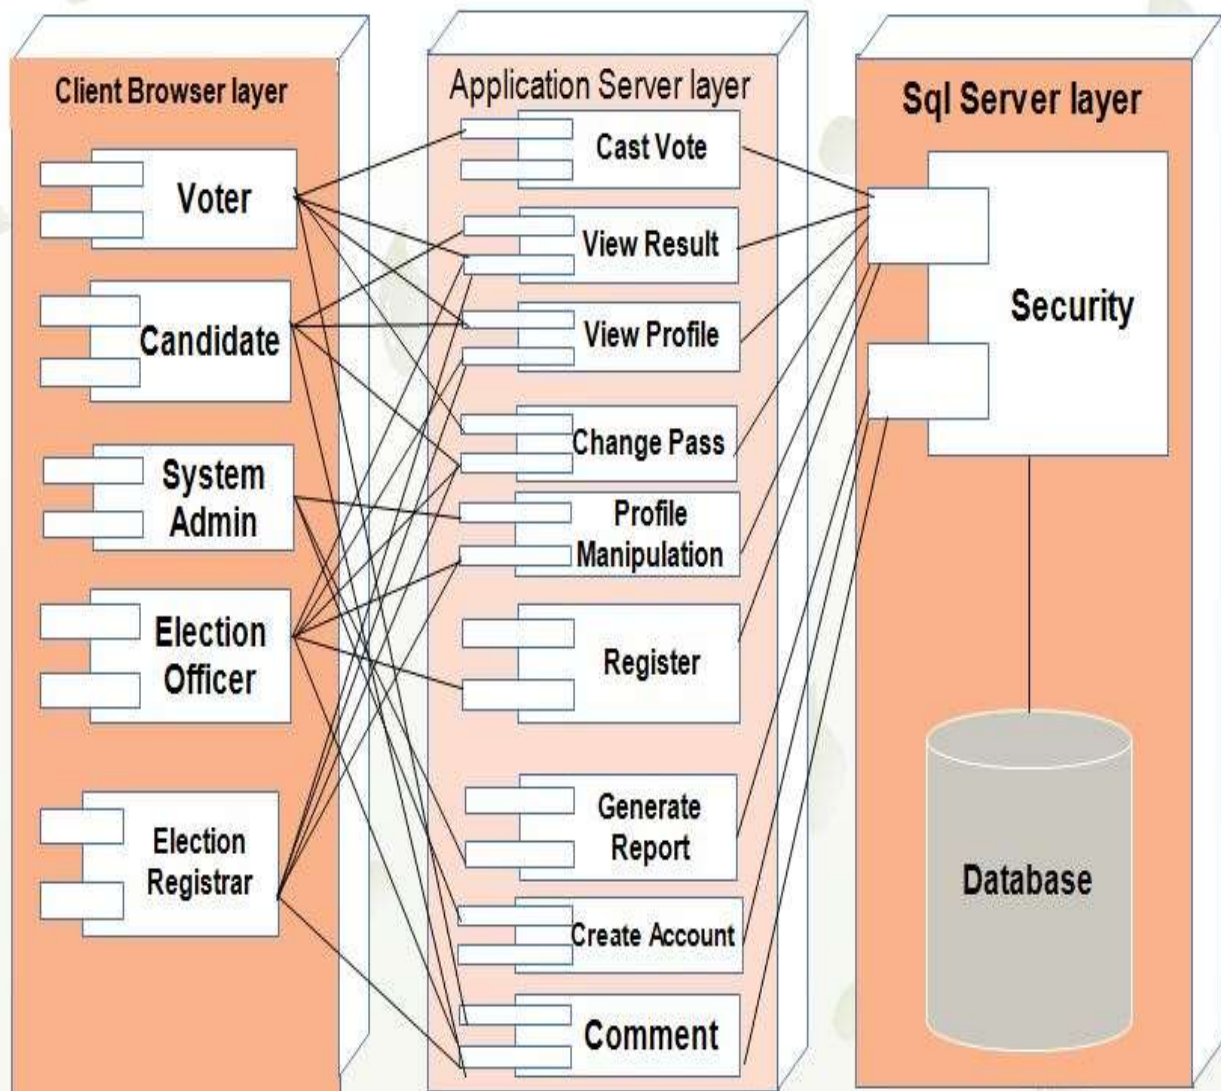 Client Browser layer
Voter
Candidate
System
Admin
Election
Officer
Election
Registrar
Application Server layer
Cast Vote
View Result
View Profile
Change Pass
Profile
Manipulation
Register
Generate
Report
Create Account
Comment
Sql Server layer
Security
Database